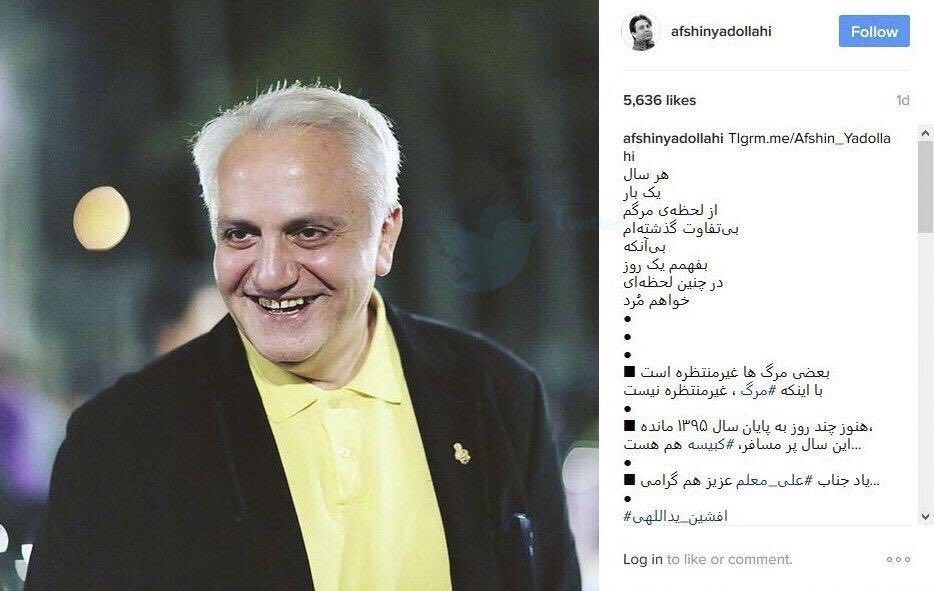 afshinyadollahi
Follow
5,636 likes
1d
afshinyadollahi Tlgrm.me/Afshin_Yadolla
hi
هر سال
یک بار
از لحظه‌ی مرگم
بی‌تفاوت گذشته‌ام
بی‌آنکه
بفهمم یک روز
در چنین لحظه‌ای
خواهم مُرد
●
●
●
■ بعضی مرگ ها غیرمنتظره است
با اینکه #مرگ ، غیرمنتظره نیست
●
■ هنوز چند روز به پایان سال ۱۳۹۵ مانده،
این سال پر مسافر، #کبیسه هم هست...
●
■ یاد جناب #علی_معلم عزیز هم گرامی...
●
#افشین_یداللهی
Log in to like or comment.